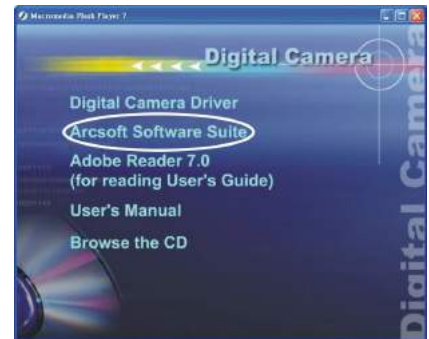 Macromedia Flash Player 7
Digital Camera
Digital Camera Driver
Arcsoft Software Suite
Adobe Reader 7.0
(for reading User's Guide)
User's Manual
Browse the CD
Digital Camera